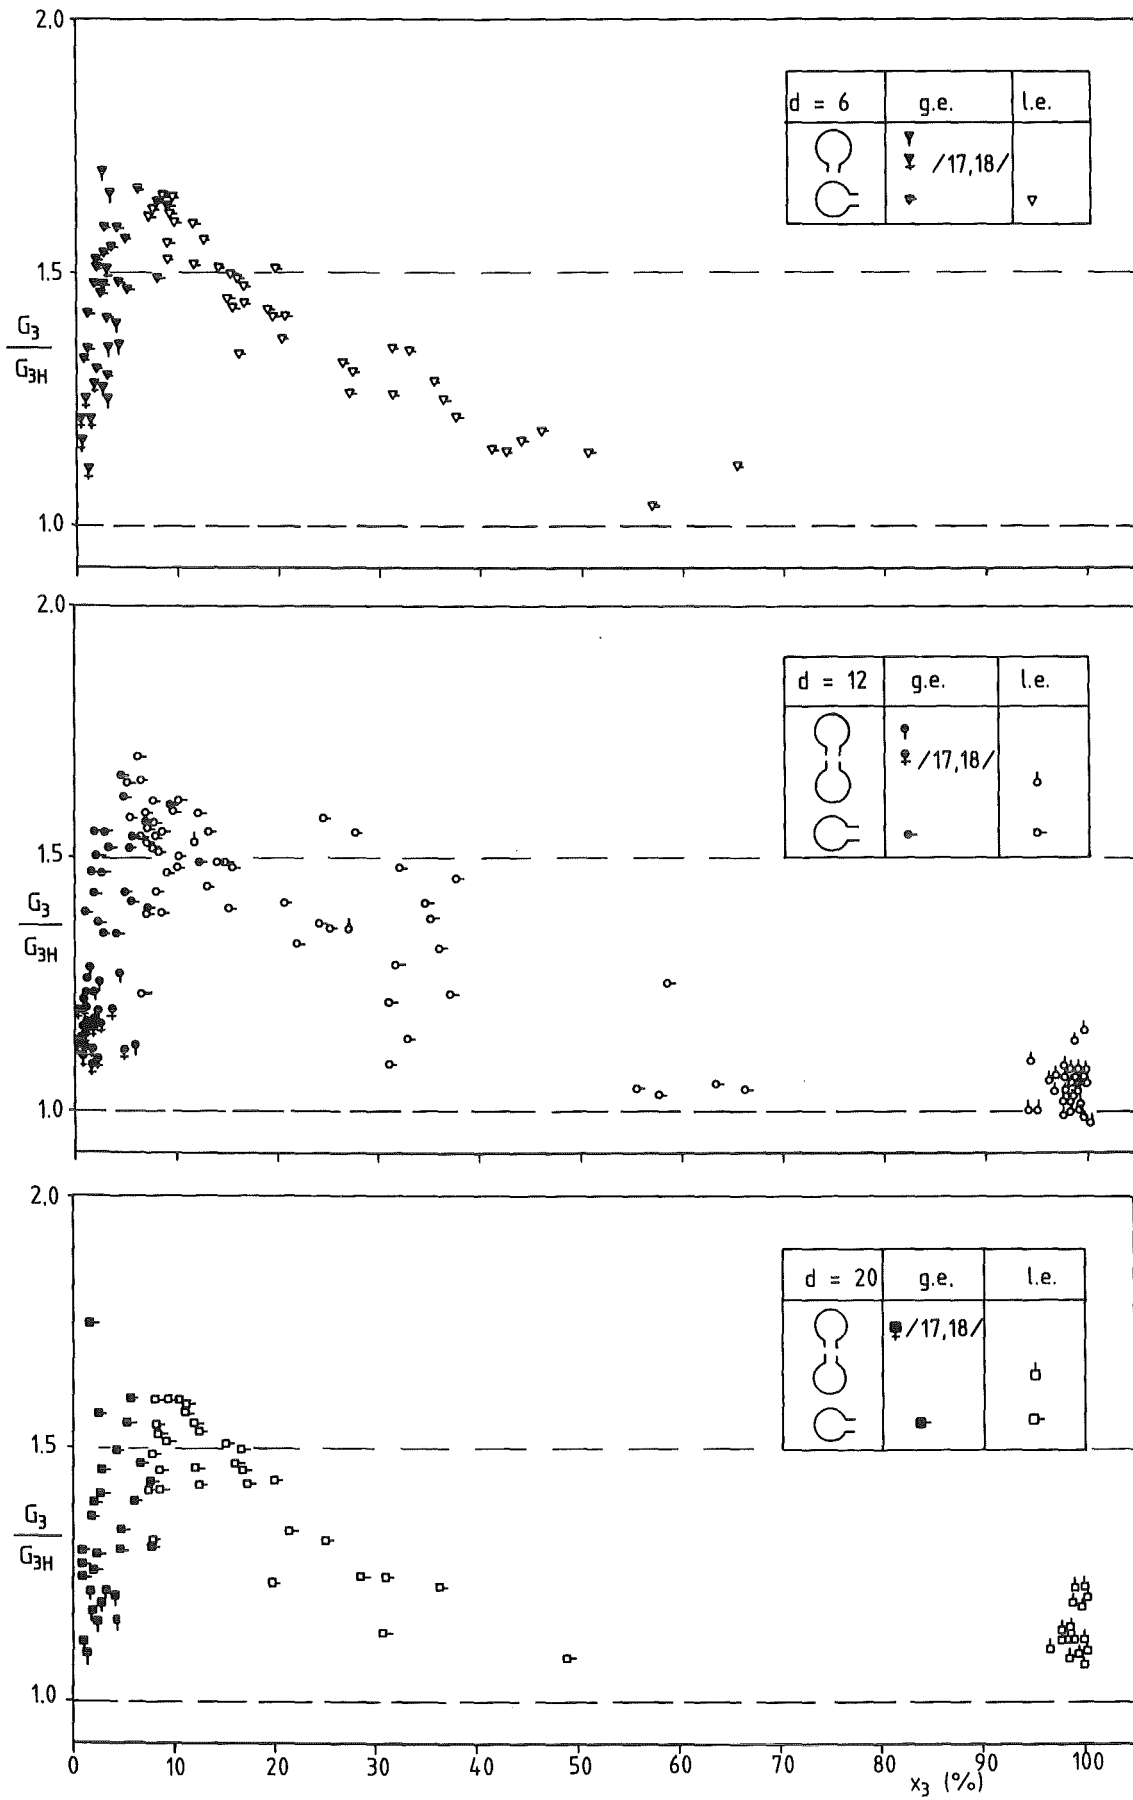 2.0
d = 6 g.e. l.e.
/17,18/
1.5
G3
G3H
1.0
2.0
d = 12 g.e. l.e.
/17,18/
1.5
G3
G3H
1.0
2.0
d = 20 g.e. l.e.
/17,18/
1.5
G3
G3H
1.0
0 10 20 30 40 50 60 70 80 90 100
x3 (%)